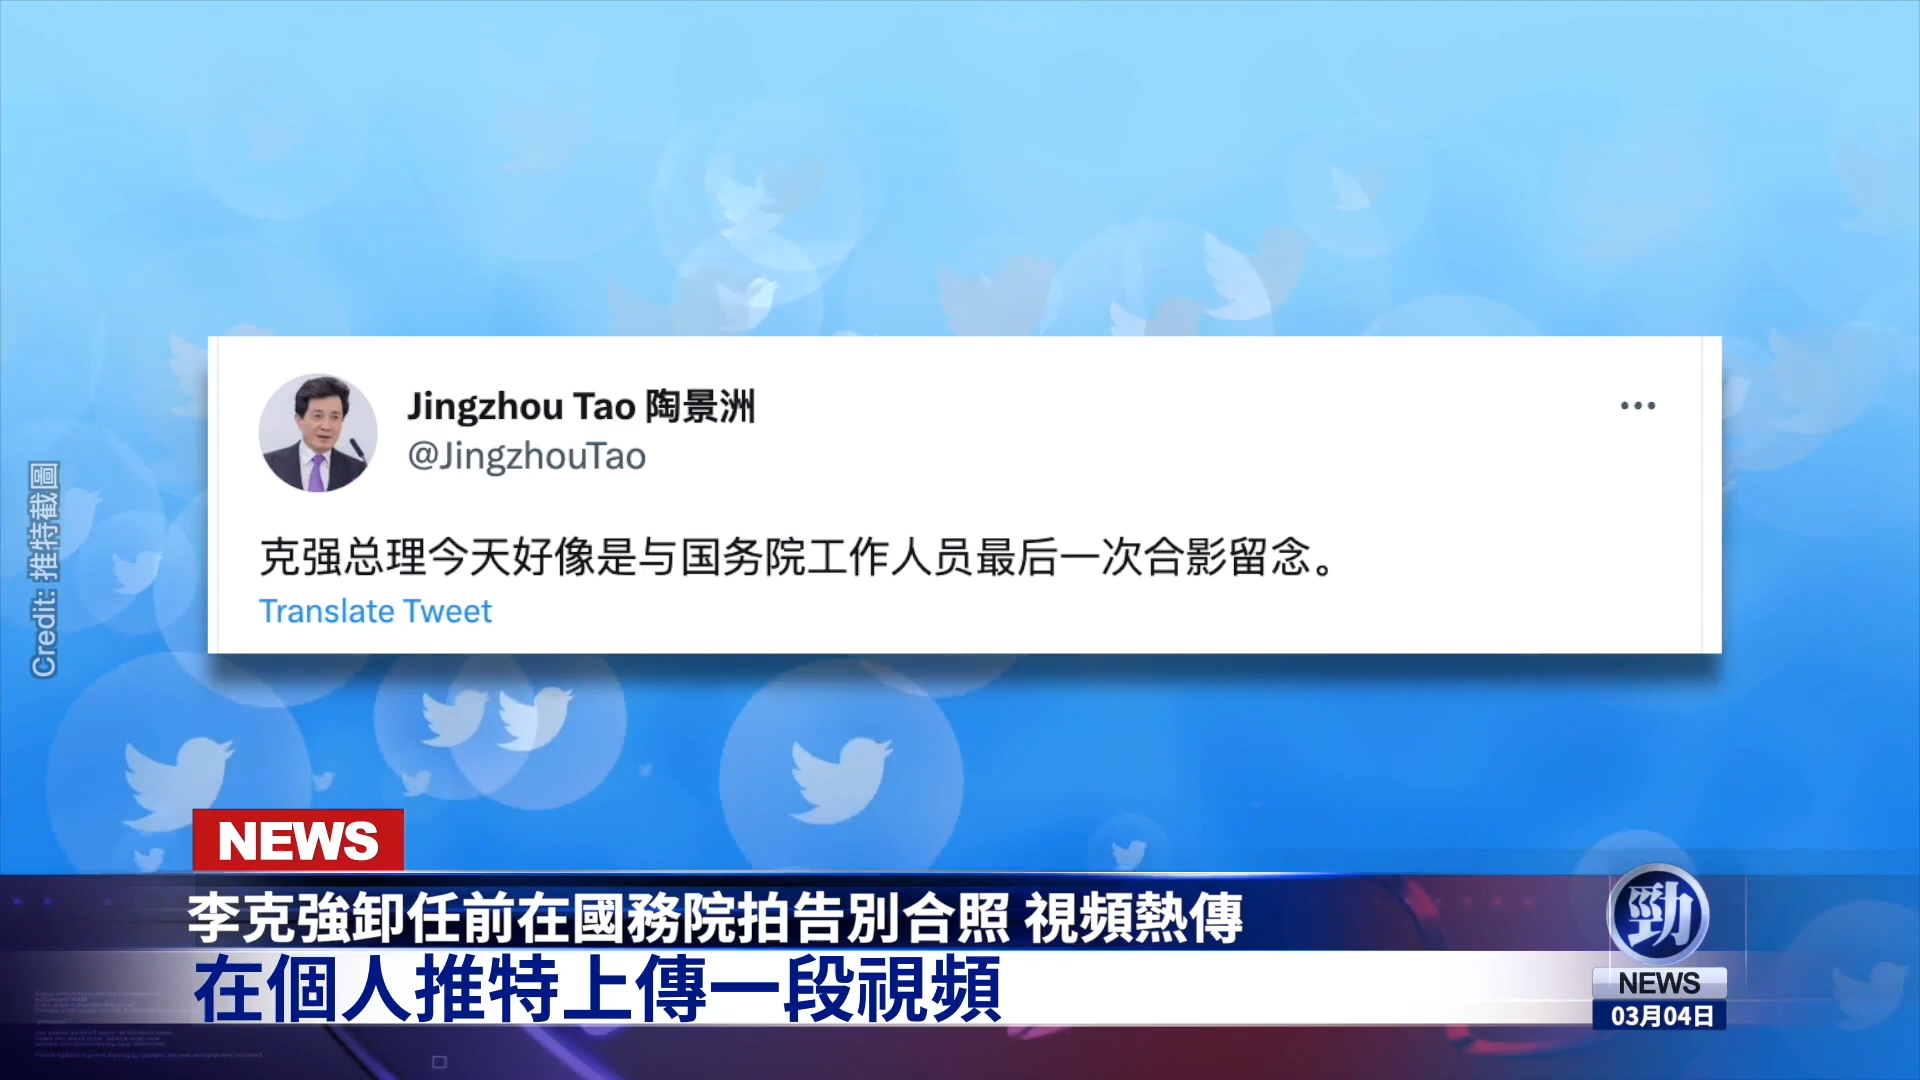 Jingzhou Tao 陶景洲
@JingzhouTao
克强总理今天好像是与国务院工作人员最后一次合影留念。
Translate Tweet
Credit: 推特截圖
NEWS
李克強卸任前在國務院拍告別合照 視頻熱傳
在個人推特上傳一段視頻
勁
NEWS
03月04日